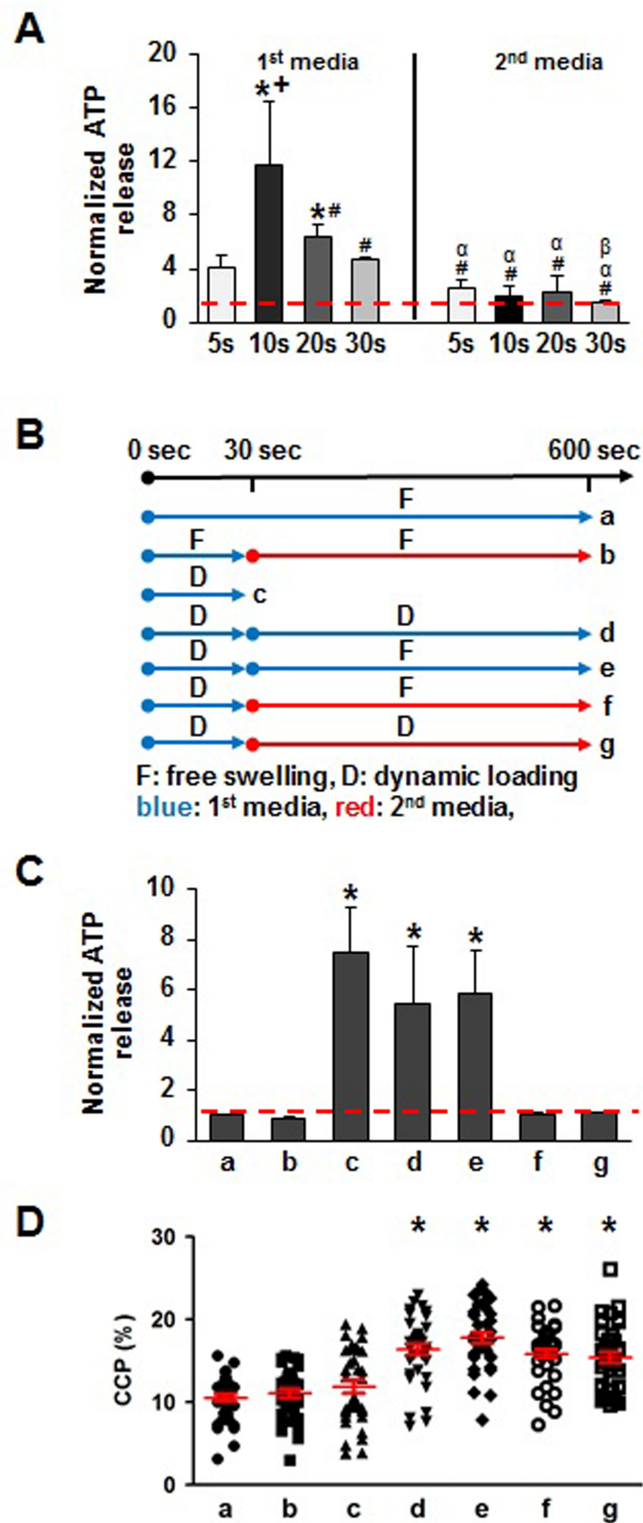 A
1st media 2nd media
Normalized ATP
release
20
16
12
8
4
0
*+
*#
#
α
#
α
#
α
#
β
α
#
5s 10s 20s 30s 5s 10s 20s 30s
B
0 sec 30 sec 600 sec
F
a
F F
b
D
c
D D
d
D F
e
D F
f
D D
g
F: free swelling, D: dynamic loading
blue: 1st media, red: 2nd media,
C
Normalized ATP
release
10
8
6
4
2
0
* * *
a b c d e f g
D
* * * *
CCP (%)
30
20
10
0
a b c d e f g